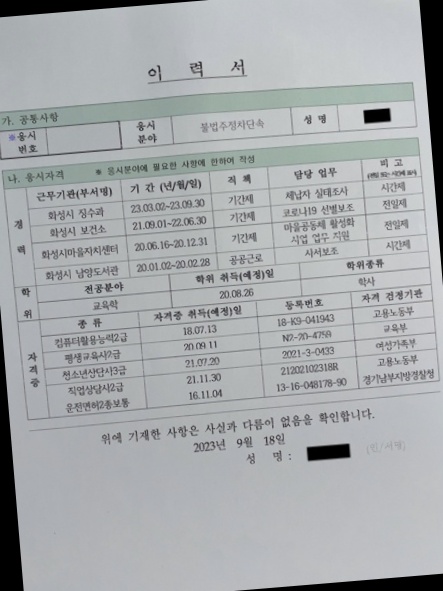 이 력 서
가. 공통사항
※응시번호 응시분야 불법주정차단속 성 명
나. 응시자격 ※ 응시분야에 필요한 사항에 한하여 작성
경력 근무기관(부서명) 기 간 (년/월/일) 직 책 담당 업무 비 고
화성시 징수과 23.03.02~23.09.30 기간제 체납자 실태조사 시간제
화성시 보건소 21.09.01~22.06.30 기간제 코로나19 선별보조 전일제
화성시마을자치센터 20.06.16~20.12.31 기간제 마을공동체 활성화 사업 업무 지원 전일제
화성시 남양도서관 20.01.02~20.02.28 공공근로 사서보조 시간제
학위 전공분야 학위 취득(예정)일 학위종류
교육학 20.08.26 학사
자격증 종 류 자격증 취득(예정)일 등록번호 자격 검정기관
컴퓨터활용능력2급 18.07.13 18-K9-041943 고용노동부
평생교육사2급 20.09.11 N2-20-4759 교육부
청소년상담사3급 21.07.20 2021-3-0433 여성가족부
직업상담사2급 21.11.30 21202102318R 고용노동부
운전면허2종보통 16.11.04 13-16-048178-90 경기남부지방경찰청
위에 기재한 사항은 사실과 다름이 없음을 확인합니다.
2023년 9월 18일
성 명 : (인/서명)